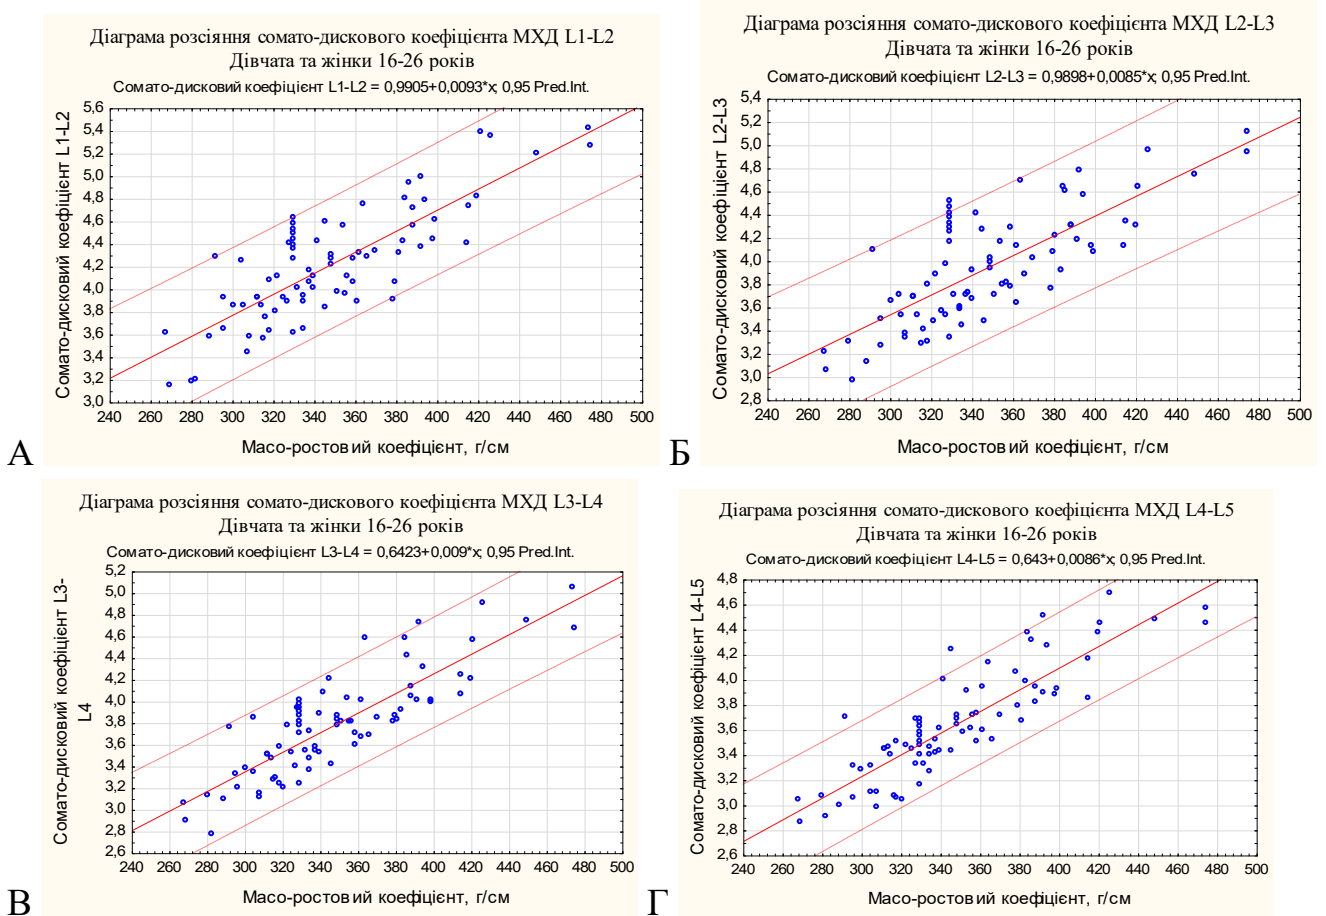 Діаграма розсіяння сомато-дискового коефіцієнта МХД L1-L2
Дівчата та жінки 16-26 років
Сомато-дисковий коефіцієнт L1-L2 = 0,9905+0,0093*x; 0,95 Pred.Int.
5,6
5,4
5,2
5,0
4,8
4,6
4,4
4,2
4,0
3,8
3,6
3,4
3,2
3,0
Сомато-дисковий коефіцієнт L1-L2
240 260 280 300 320 340 360 380 400 420 440 460 480 500
Масо-ростовий коефіцієнт, г/см
А
Діаграма розсіяння сомато-дискового коефіцієнта МХД L2-L3
Дівчата та жінки 16-26 років
Сомато-дисковий коефіцієнт L2-L3 = 0,9898+0,0085*x; 0,95 Pred.Int.
5,4
5,2
5,0
4,8
4,6
4,4
4,2
4,0
3,8
3,6
3,4
3,2
3,0
2,8
Сомато-дисковий коефіцієнт L2-L3
240 260 280 300 320 340 360 380 400 420 440 460 480 500
Масо-ростовий коефіцієнт, г/см
Б
Діаграма розсіяння сомато-дискового коефіцієнта МХД L3-L4
Дівчата та жінки 16-26 років
Сомато-дисковий коефіцієнт L3-L4 = 0,6423+0,009*x; 0,95 Pred.Int.
5,2
5,0
4,8
4,6
4,4
4,2
4,0
3,8
3,6
3,4
3,2
3,0
2,8
2,6
Сомато-дисковий коефіцієнт L3-
L4
240 260 280 300 320 340 360 380 400 420 440 460 480 500
Масо-ростовий коефіцієнт, г/см
В
Діаграма розсіяння сомато-дискового коефіцієнта МХД L4-L5
Дівчата та жінки 16-26 років
Сомато-дисковий коефіцієнт L4-L5 = 0,643+0,0086*x; 0,95 Pred.Int.
4,8
4,6
4,4
4,2
4,0
3,8
3,6
3,4
3,2
3,0
2,8
2,6
Сомато-дисковий коефіцієнт L4-L5
240 260 280 300 320 340 360 380 400 420 440 460 480 500
Масо-ростовий коефіцієнт, г/см
Г